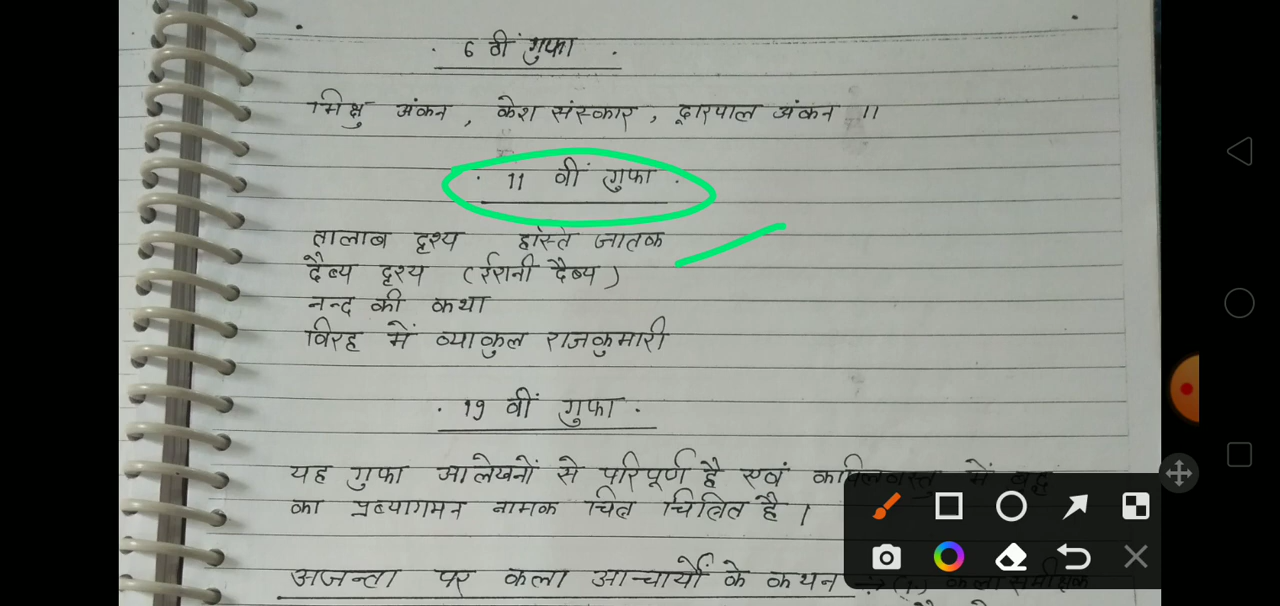 . 6 वीं गुफा .
भिक्षु अंकन , केश संस्कार , द्वारपाल अंकन ॥
. 11 वीं गुफा .
तालाब दृश्य हस्ति जातक
दैव्य दृश्य (ईरानी दैव्य)
नन्द की कथा
विरह में व्याकुल राजकुमारी
. 19 वीं गुफा .
यह गुफा आलेखनों से परिपूर्ण है एवं कपिलवस्तु में बुद्ध
का प्रव्यागमन नामक चित्र चित्रित है ।
अजन्ता पर कला आचार्यों के कथन